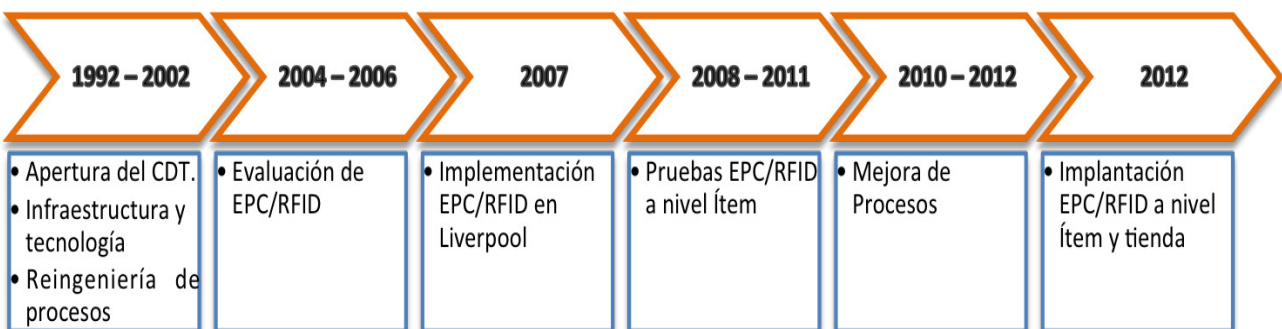 1992 – 2002
2004 – 2006
2007
2008 – 2011
2010 – 2012
2012
• Apertura del CDT.
• Infraestructura y
tecnología
• Reingeniería de
procesos
• Evaluación de
EPC/RFID
• Implementación
EPC/RFID en
Liverpool
• Pruebas EPC/RFID
a nivel Ítem
• Mejora de
Procesos
• Implantación
EPC/RFID a nivel
Ítem y tienda